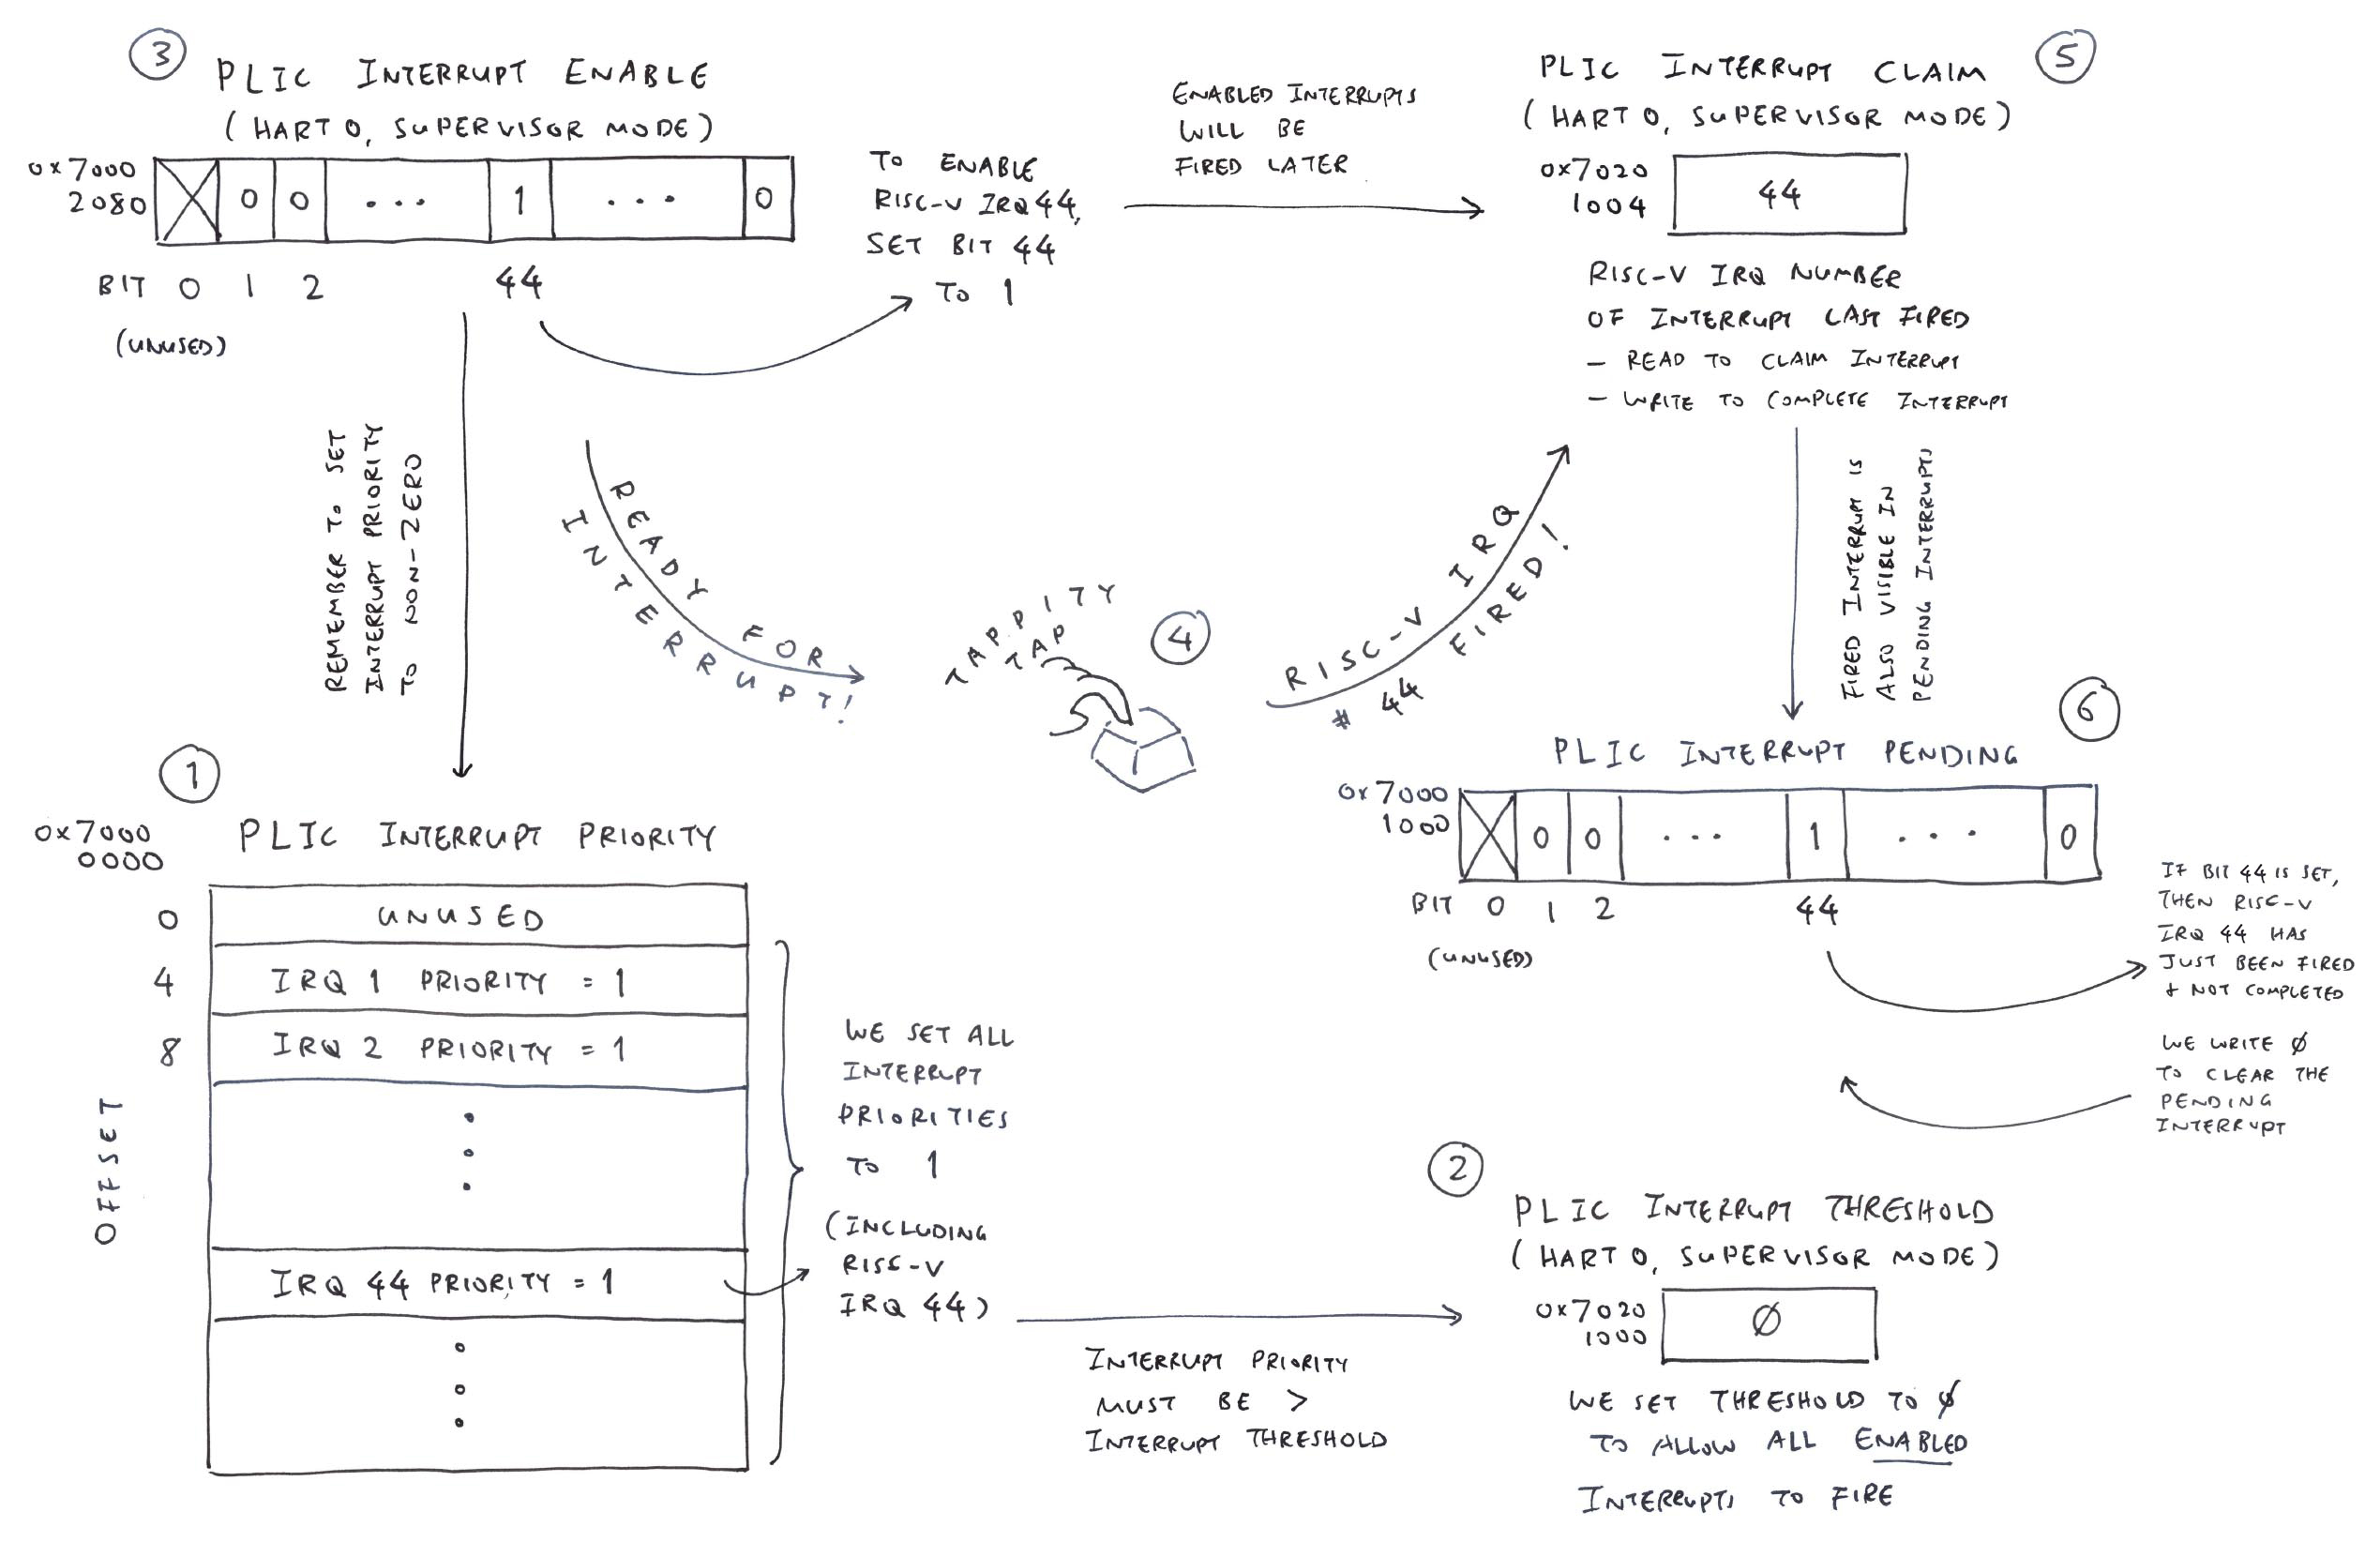 3
PLIC INTERRUPT ENABLE
(HART 0, SUPERVISOR MODE)
0x7000
2080
0 0 ... 1 ... 0
BIT 0 1 2 44
(UNUSED)
TO ENABLE
RISC-V IRQ 44,
SET BIT 44
TO 1
ENABLED INTERRUPTS
WILL BE
FIRED LATER
5
PLIC INTERRUPT CLAIM
(HART 0, SUPERVISOR MODE)
0x7020
1004
44
RISC-V IRQ NUMBER
OF INTERRUPT LAST FIRED
- READ TO CLAIM INTERRUPT
- WRITE TO COMPLETE INTERRUPT
REMEMBER TO SET
INTERRUPT PRIORITY
TO NON-ZERO
READY FOR
INTERRUPT!
TAPPITY
TAP
4
RISC-V IRQ
# 44 FIRED!
FIRED INTERRUPT IS
ALSO VISIBLE IN
PENDING INTERRUPTS
6
PLIC INTERRUPT PENDING
0x7000
1000
0 0 ... 1 ... 0
BIT 0 1 2 44
(UNUSED)
IF BIT 44 IS SET,
THEN RISC-V
IRQ 44 HAS
JUST BEEN FIRED
+ NOT COMPLETED
WE WRITE 0
TO CLEAR THE
PENDING
INTERRUPT
1
0x7000
0000
PLIC INTERRUPT PRIORITY
OFFSET
0 UNUSED
4 IRQ 1 PRIORITY = 1
8 IRQ 2 PRIORITY = 1
IRQ 44 PRIORITY = 1
WE SET ALL
INTERRUPT
PRIORITIES
TO 1
(INCLUDING
RISC-V
IRQ 44)
INTERRUPT PRIORITY
MUST BE >
INTERRUPT THRESHOLD
2
PLIC INTERRUPT THRESHOLD
(HART 0, SUPERVISOR MODE)
0x7020
1000
0
WE SET THRESHOLD TO 0
TO ALLOW ALL ENABLED
INTERRUPTS TO FIRE